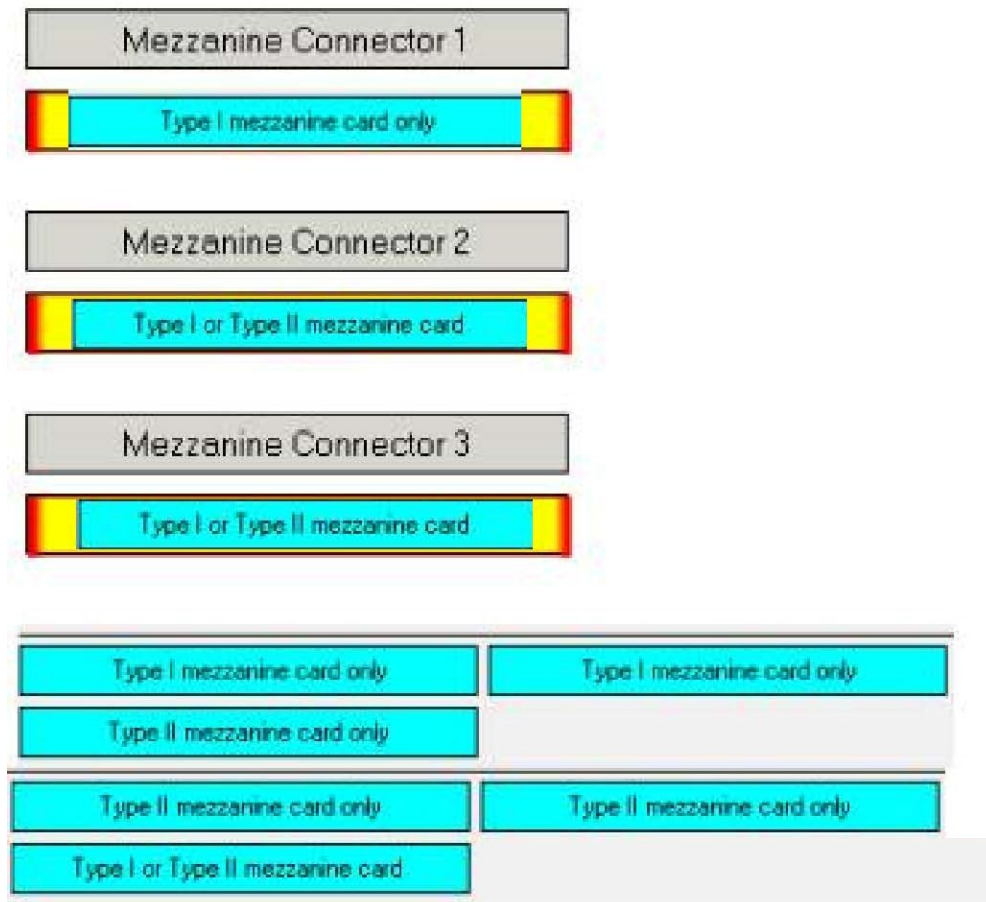 Mezzanine Connector 1
Type I mezzanine card only
Mezzanine Connector 2
Type I or Type II mezzanine card
Mezzanine Connector 3
Type I or Type II mezzanine card
Type I mezzanine card only
Type I mezzanine card only
Type II mezzanine card only
Type II mezzanine card only
Type II mezzanine card only
Type I or Type II mezzanine card